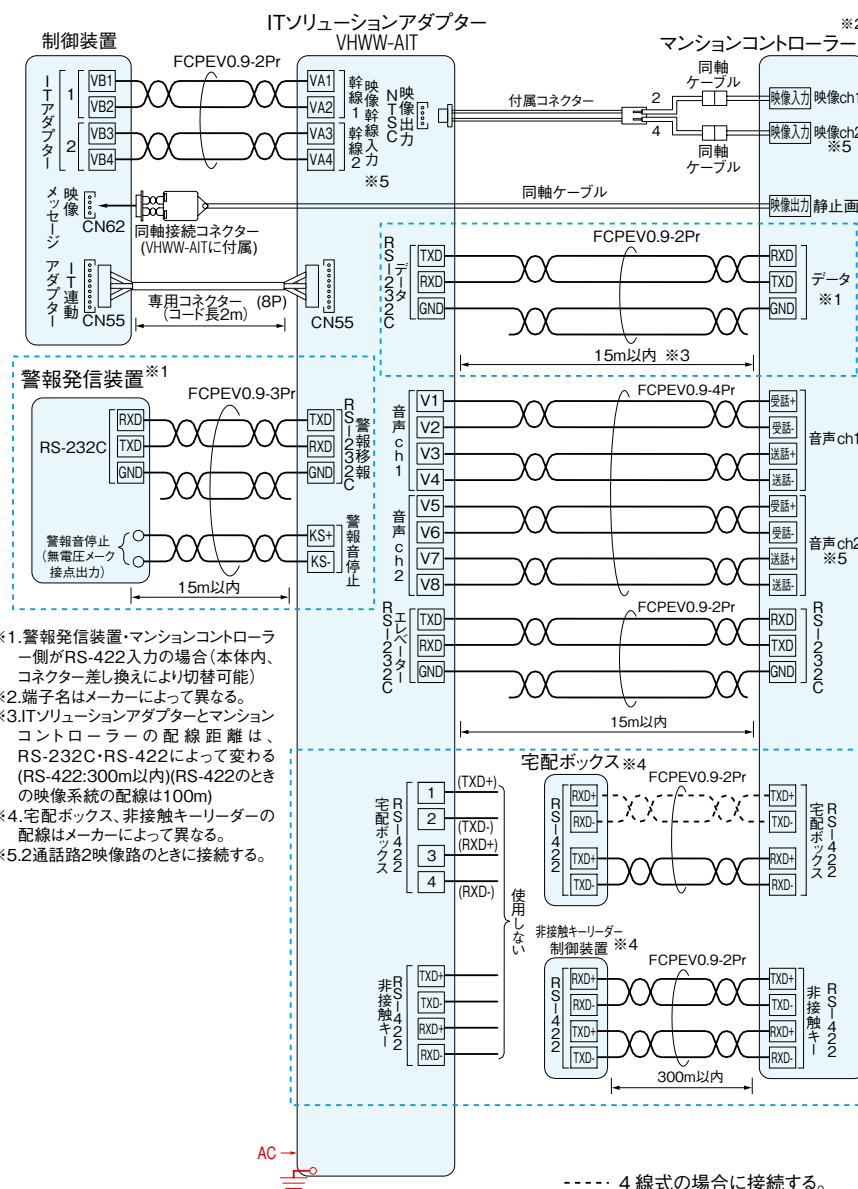 ITソリューションアダプター
VHWW-AIT
制御装置
※2
マンションコントローラー
FCPEV0.9-2Pr
ITアダプター
1
VB1
VB2
2
VB3
VB4
VA1
VA2
VA3
VA4
幹線1
幹線2
映像幹線入力
※5
映像出力
NTSC
付属コネクター
2
4
同軸
ケーブル
同軸
ケーブル
映像入力
映像ch1
映像入力
映像ch2
※5
映像
メッセージ
CN62
同軸接続コネクター
(VHWW-AITに付属)
同軸ケーブル
映像出力
静止画
IT連動
アダプター
CN55
専用コネクター (8P)
(コード長2m)
CN55
RS-232C
データ
TXD
RXD
GND
FCPEV0.9-2Pr
RXD
TXD
GND
データ
※1
15m以内 ※3
警報発信装置※1
FCPEV0.9-3Pr
RS-232C
RXD
TXD
GND
TXD
RXD
GND
RS-232C
警報移報
警報音停止
(無電圧メーク
接点出力)
KS+
KS-
警報音停止
15m以内
音声ch1
V1
V2
V3
V4
FCPEV0.9-4Pr
受話+
受話-
送話+
送話-
音声ch1
音声ch2
V5
V6
V7
V8
受話+
受話-
送話+
送話-
音声ch2
※5
RS-232C
エレベーター
TXD
RXD
GND
FCPEV0.9-2Pr
RXD
TXD
GND
RS-232C
15m以内
※1.警報発信装置・マンションコントローラ
ー側がRS-422入力の場合(本体内、
コネクター差し換えにより切替可能)
※2.端子名はメーカーによって異なる。
※3.ITソリューションアダプターとマンション
コントローラーの配線距離は、
RS-232C・RS-422によって変わる
(RS-422:300m以内)(RS-422のとき
の映像系統の配線は100m)
※4.宅配ボックス、非接触キーリーダーの
配線はメーカーによって異なる。
※5.2通話路2映像路のときに接続する。
宅配ボックス
RS-422
1
(TXD+)
2
(TXD-)
3
(RXD+)
4
(RXD-)
使用しない
宅配ボックス※4
FCPEV0.9-2Pr
RS-422
RXD+
RXD-
TXD+
TXD-
TXD+
TXD-
RXD+
RXD-
宅配ボックス
RS-422
非接触キー
RS-422
TXD+
TXD-
RXD+
RXD-
非接触キーリーダー
制御装置 ※4
FCPEV0.9-2Pr
RS-422
RXD+
RXD-
TXD+
TXD-
TXD+
TXD-
RXD+
RXD-
非接触キー
RS-422
300m以内
AC
----- 4線式の場合に接続する。